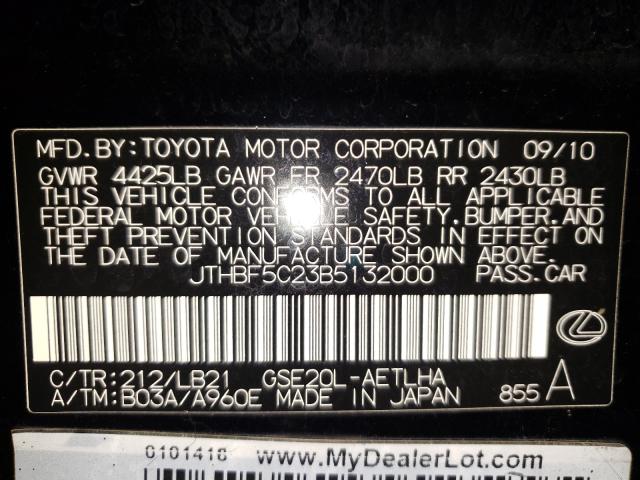 MFD.BY:TOYOTA MOTOR CORPORATION 09/10
GVWR 4425LB GAWR FR 2470LB RR 2430LB
THIS VEHICLE CONFORMS TO ALL APPLICABLE
FEDERAL MOTOR VEHICLE SAFETY,BUMPER,AND
THEFT PREVENTION STANDARDS IN EFFECT ON
THE DATE OF MANUFACTURE SHOWN ABOVE.
JTHBF5C23B5132000 PASS.CAR
C/TR:212/LB21 GSE20L-AETLHA
A/TM:B03A/A960E MADE IN JAPAN 855 A
0101418 www.MyDealerLot.com